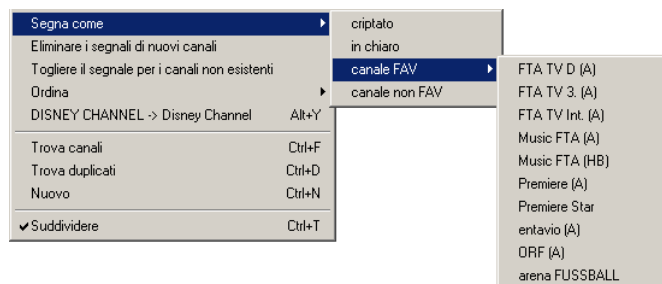 Segna come
Eliminare i segnali di nuovi canali
Togliere il segnale per i canali non esistenti
Ordina
DISNEY CHANNEL -> Disney Channel Alt+Y
Trova canali Ctrl+F
Trova duplicati Ctrl+D
Nuovo Ctrl+N
Suddividere Ctrl+T
criptato
in chiaro
canale FAV
canale non FAV
FTA TV D (A)
FTA TV 3. (A)
FTA TV Int. (A)
Music FTA (A)
Music FTA (HB)
Premiere (A)
Premiere Star
entavio (A)
ORF (A)
arena FUSSBALL